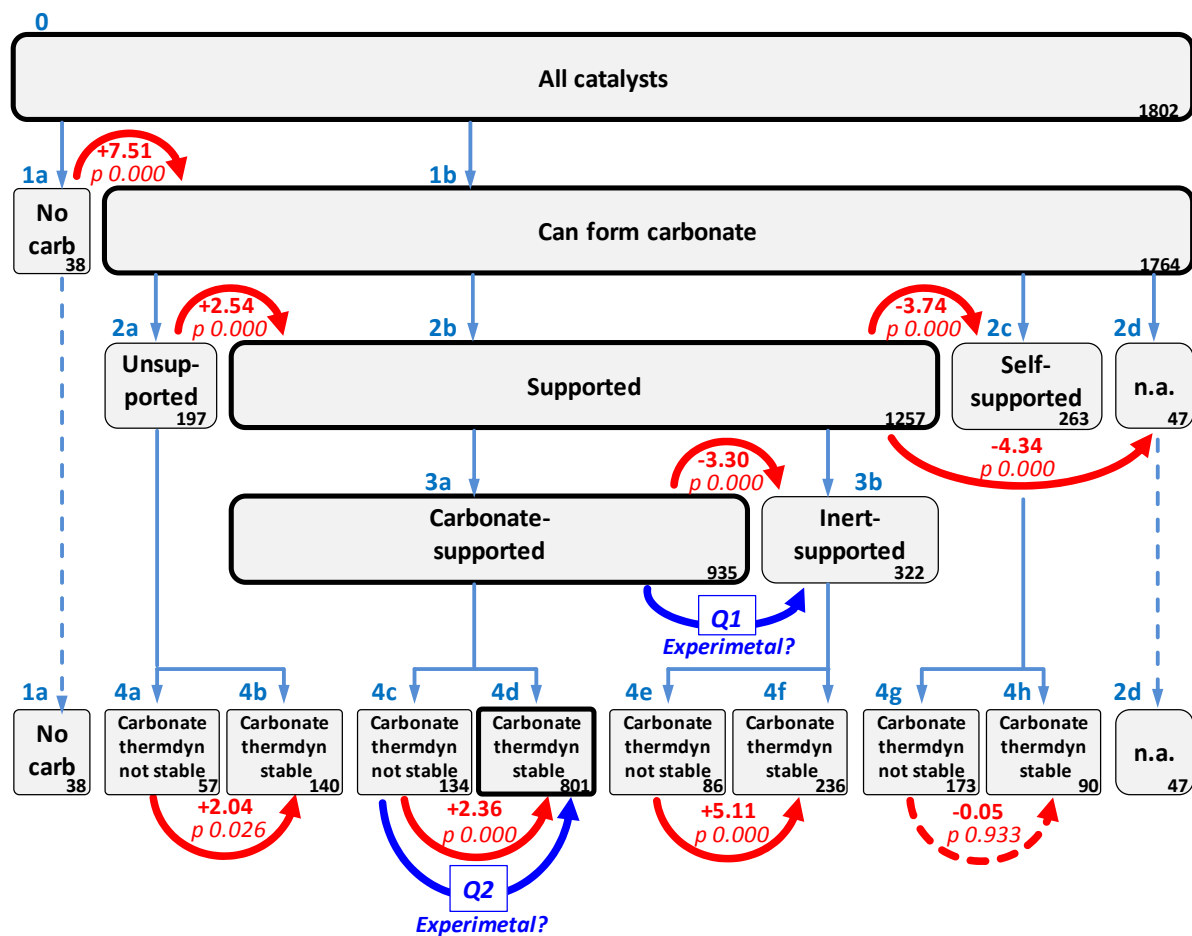 0
All catalysts
1802
+7.51
p 0.000
1a
1b
No
carb
38
Can form carbonate
1764
+2.54
p 0.000
-3.74
p 0.000
2a
2b
2c
2d
Unsup-
ported
197
Supported
1257
Self-
supported
263
n.a.
47
-4.34
p 0.000
-3.30
p 0.000
3a
3b
Carbonate-
supported
935
Inert-
supported
322
Q1
Experimetal?
1a
4a
4b
4c
4d
4e
4f
4g
4h
2d
No
carb
38
Carbonate
thermdyn
not stable
57
Carbonate
thermdyn
stable
140
Carbonate
thermdyn
not stable
134
Carbonate
thermdyn
stable
801
Carbonate
thermdyn
not stable
86
Carbonate
thermdyn
stable
236
Carbonate
thermdyn
not stable
173
Carbonate
thermdyn
stable
90
n.a.
47
+2.04
p 0.026
+2.36
p 0.000
+5.11
p 0.000
-0.05
p 0.933
Q2
Experimetal?